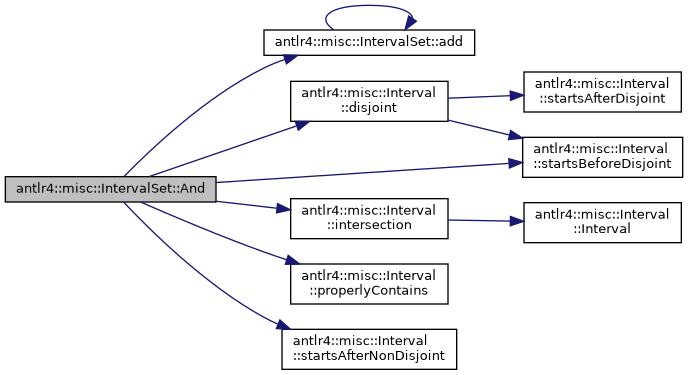 antlr4::misc::IntervalSet::add
antlr4::misc::Interval
::disjoint
antlr4::misc::Interval
::startsAfterDisjoint
antlr4::misc::Interval
::startsBeforeDisjoint
antlr4::misc::IntervalSet::And
antlr4::misc::Interval
::intersection
antlr4::misc::Interval
::Interval
antlr4::misc::Interval
::properlyContains
antlr4::misc::Interval
::startsAfterNonDisjoint